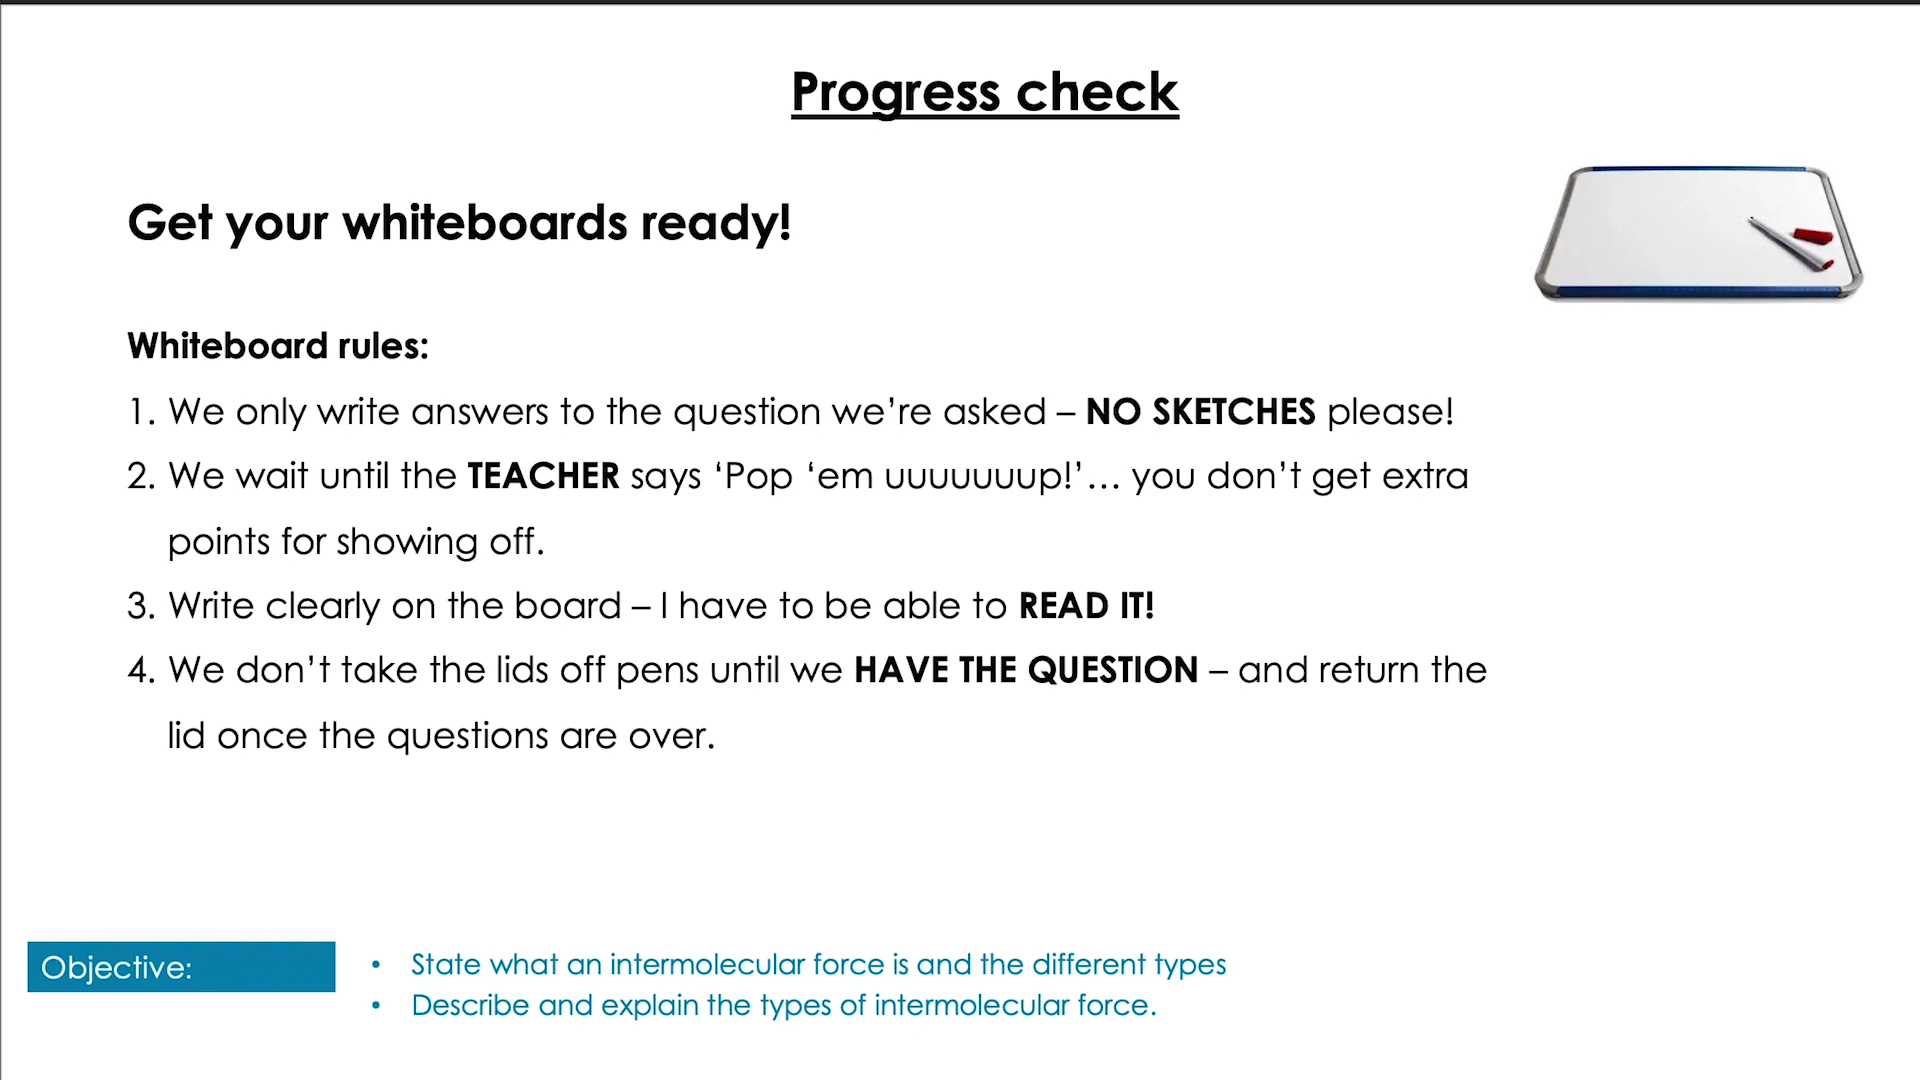 Progress check
Get your whiteboards ready!
Whiteboard rules:
1. We only write answers to the question we’re asked – NO SKETCHES please!
2. We wait until the TEACHER says ‘Pop ‘em uuuuuuup!’… you don’t get extra
points for showing off.
3. Write clearly on the board – I have to be able to READ IT!
4. We don’t take the lids off pens until we HAVE THE QUESTION – and return the
lid once the questions are over.
Objective:
• State what an intermolecular force is and the different types
• Describe and explain the types of intermolecular force.